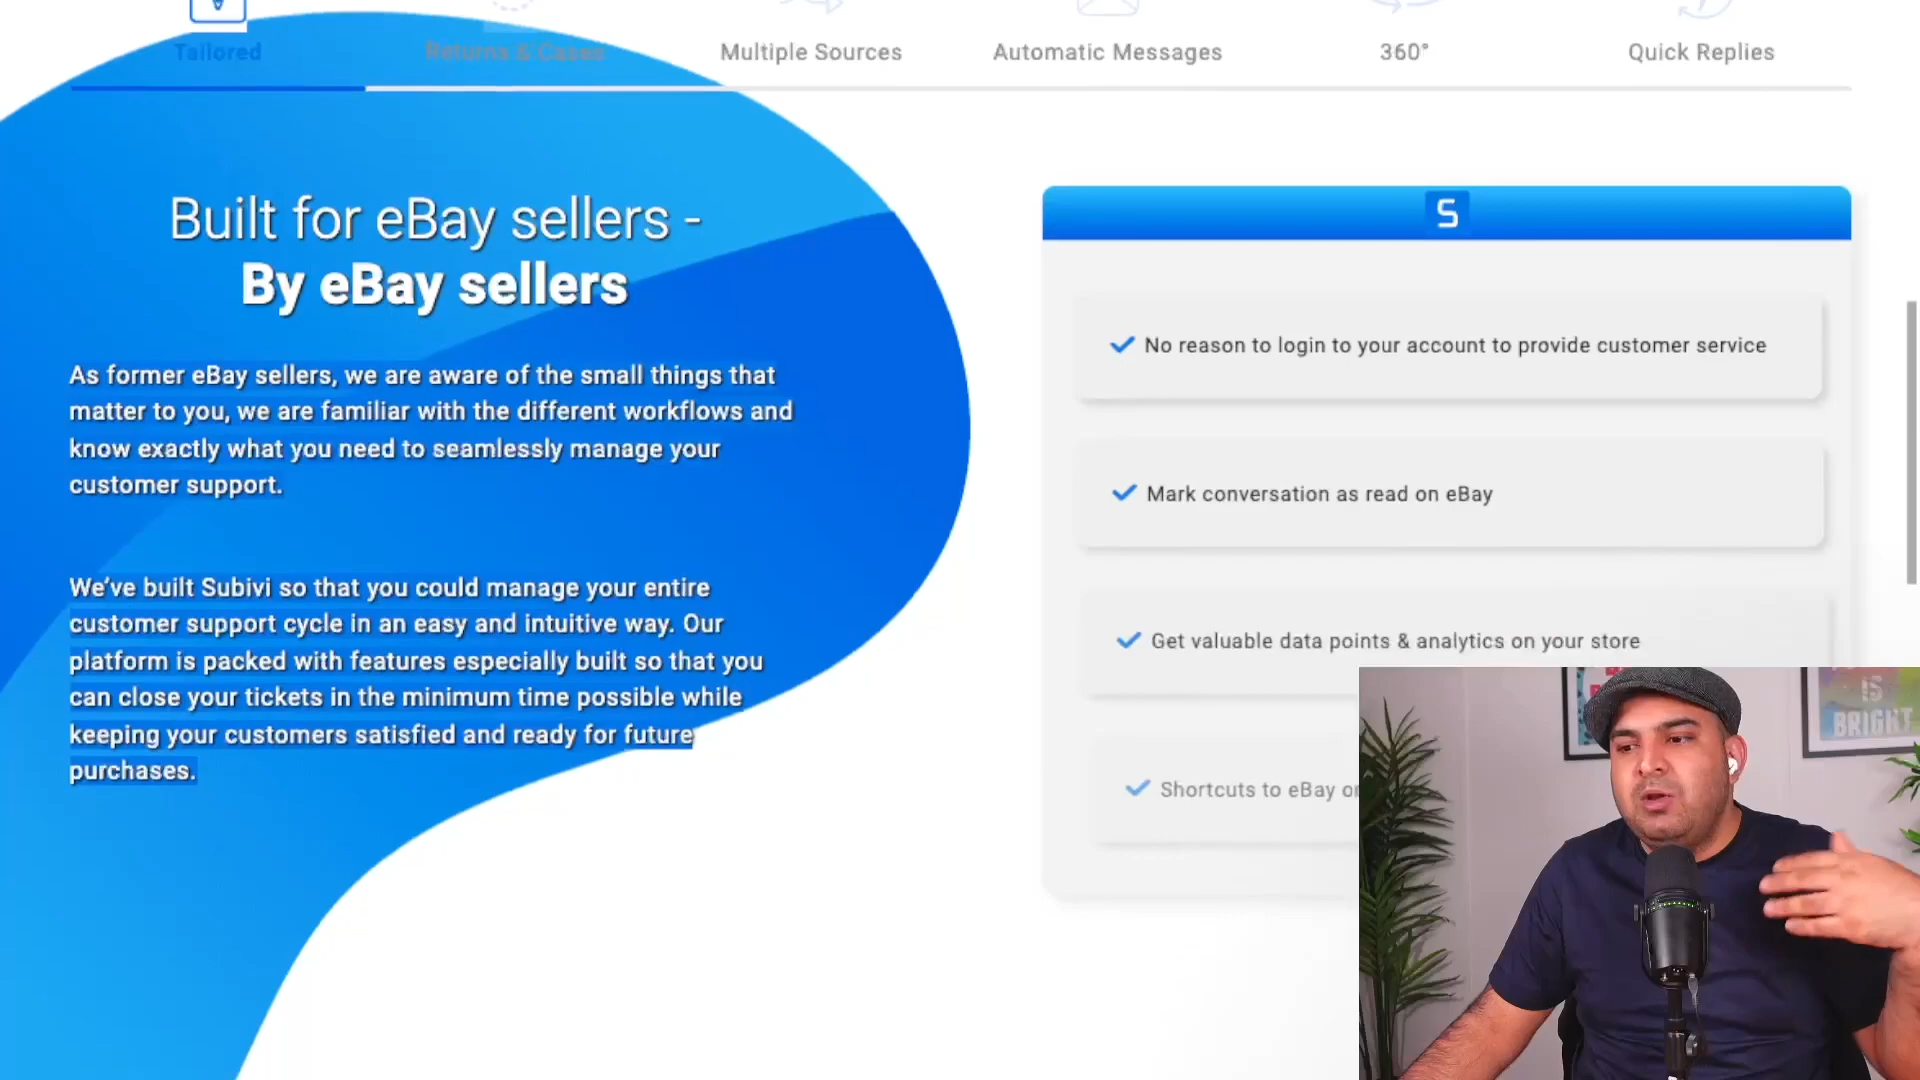 Tailored
Returns & Cases
Multiple Sources
Automatic Messages
360°
Quick Replies
Built for eBay sellers -
By eBay sellers
As former eBay sellers, we are aware of the small things that
matter to you, we are familiar with the different workflows and
know exactly what you need to seamlessly manage your
customer support.
We’ve built Subivi so that you could manage your entire
customer support cycle in an easy and intuitive way. Our
platform is packed with features especially built so that you
can close your tickets in the minimum time possible while
keeping your customers satisfied and ready for future
purchases.
S
No reason to login to your account to provide customer service
Mark conversation as read on eBay
Get valuable data points & analytics on your store
Shortcuts to eBay
BRIGHT